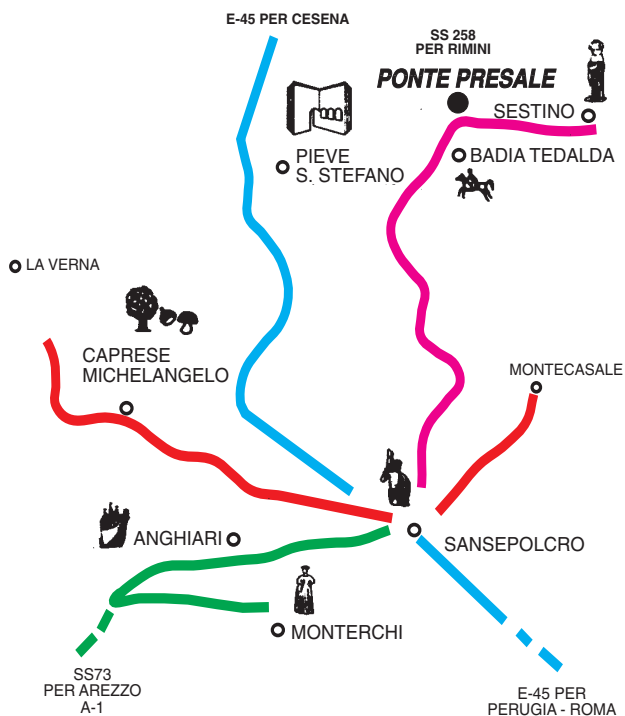 E-45 PER CESENA
SS 258
PER RIMINI
PONTE PRESALE
SESTINO
PIEVE
S. STEFANO
BADIA TEDALDA
LA VERNA
CAPRESE
MICHELANGELO
MONTECASALE
ANGHIARI
SANSEPOLCRO
MONTERCHI
SS73
PER AREZZO
A-1
E-45 PER
PERUGIA - ROMA